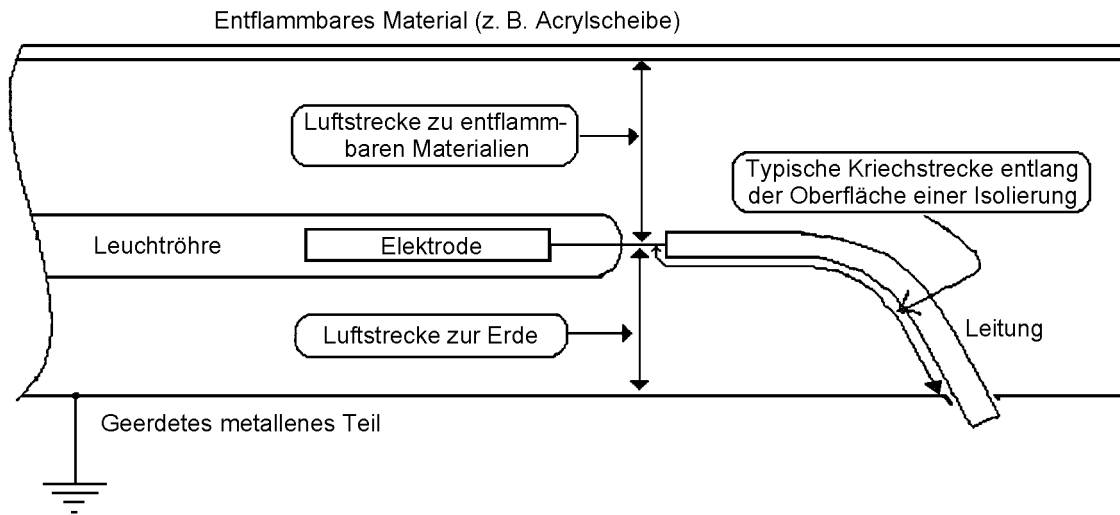 Entflammbares Material (z. B. Acrylscheibe)
Luftstrecke zu entflamm-
baren Materialien
Typische Kriechstrecke entlang
der Oberfläche einer Isolierung
Leuchtröhre
Elektrode
Luftstrecke zur Erde
Leitung
Geerdetes metallenes Teil